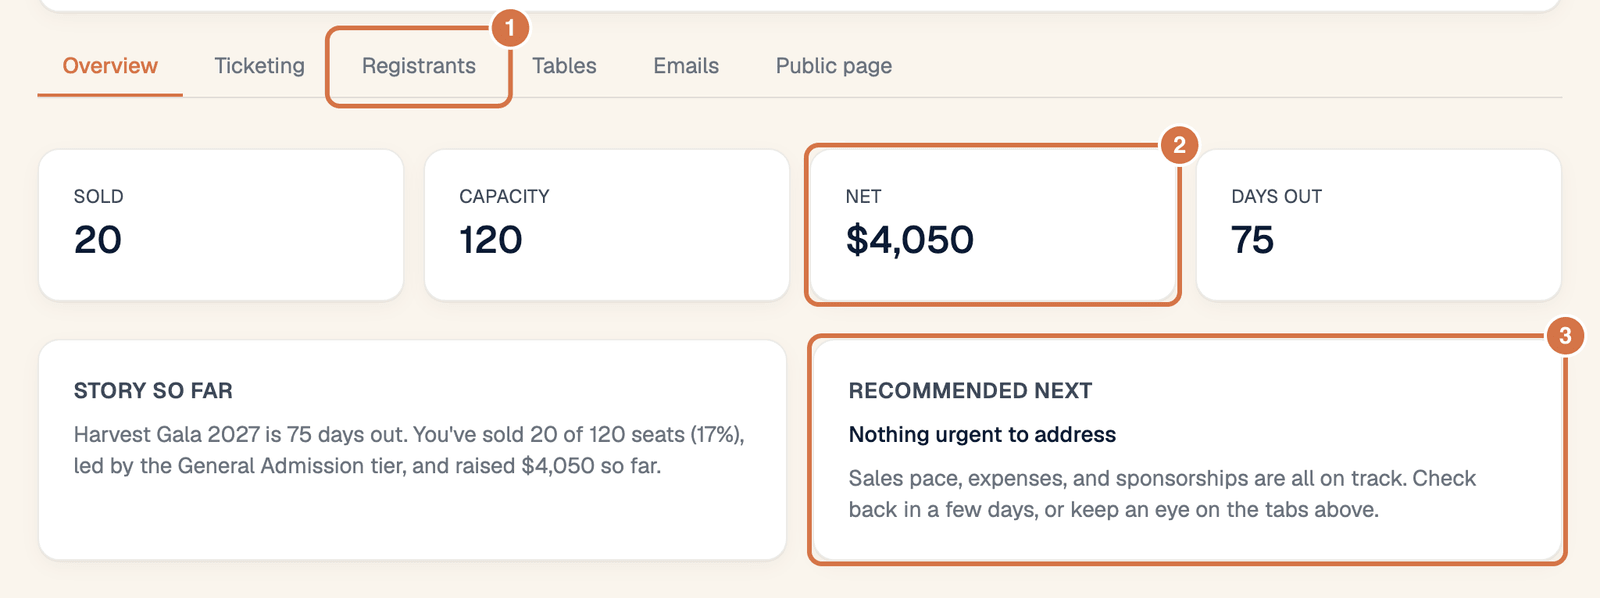 Overview Ticketing Registrants 1 Tables Emails Public page
SOLD
20
CAPACITY
120
2
NET
$4,050
DAYS OUT
75
STORY SO FAR
Harvest Gala 2027 is 75 days out. You've sold 20 of 120 seats (17%),
led by the General Admission tier, and raised $4,050 so far.
3
RECOMMENDED NEXT
Nothing urgent to address
Sales pace, expenses, and sponsorships are all on track. Check
back in a few days, or keep an eye on the tabs above.